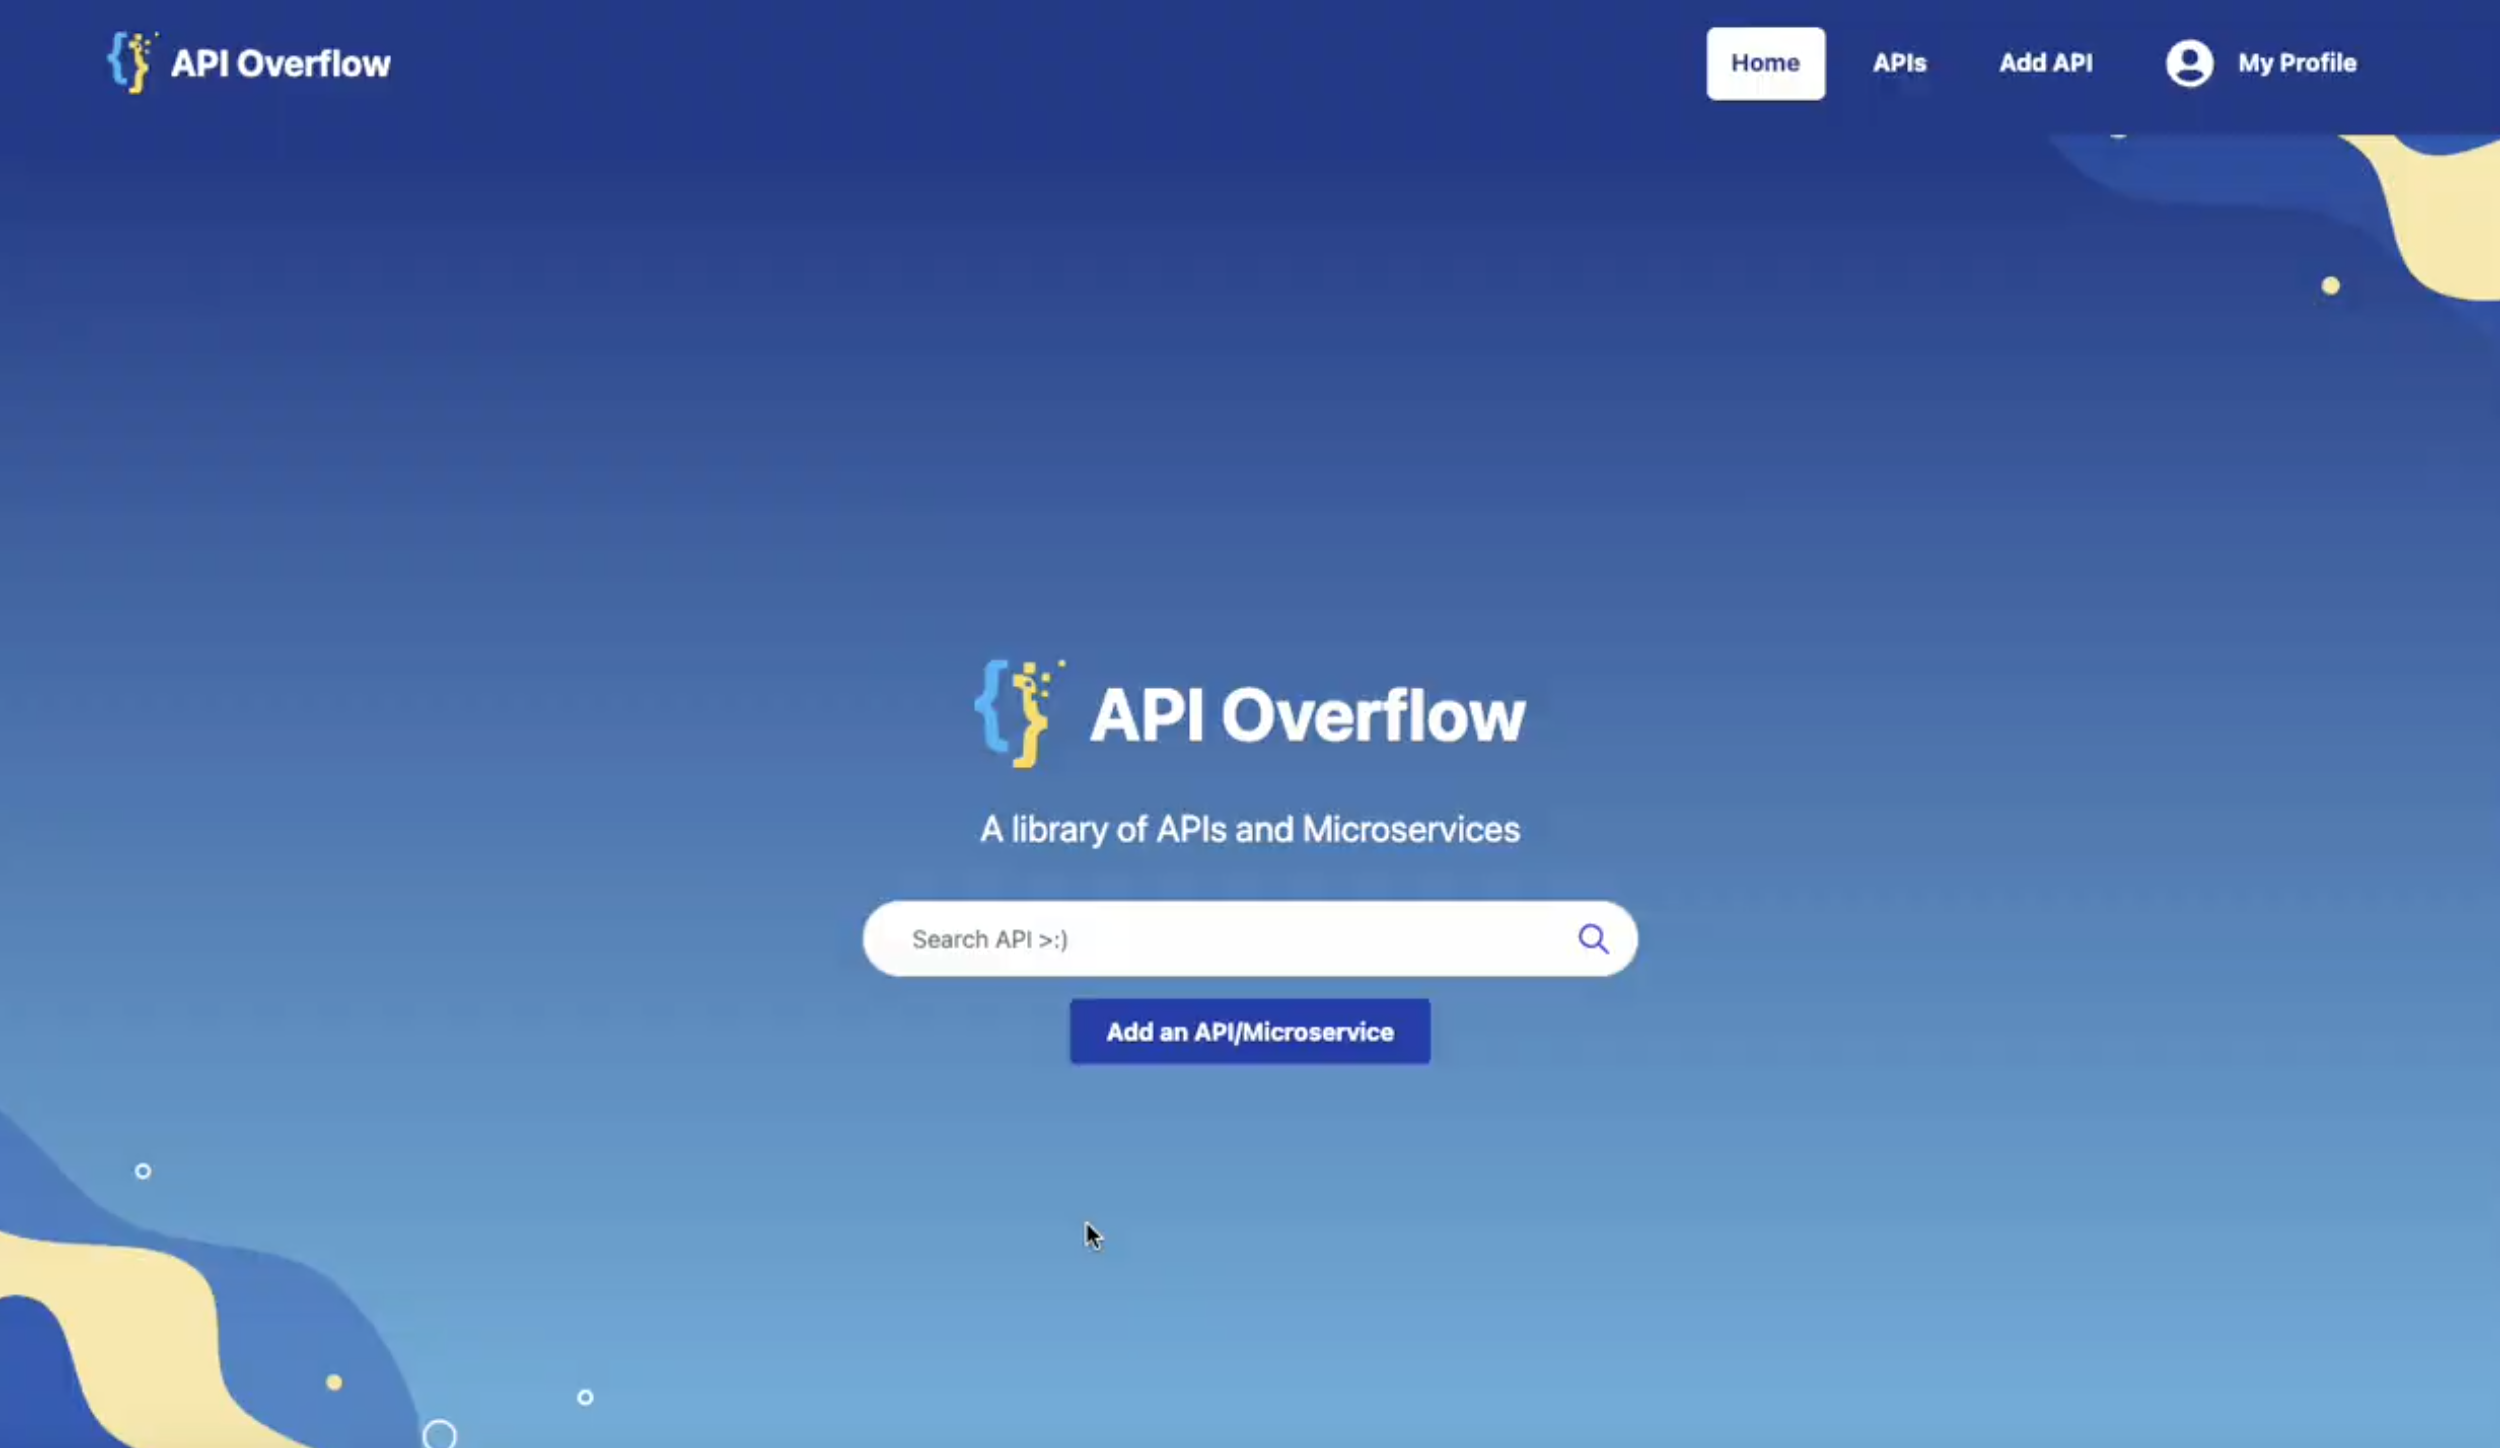 API Overflow
Home APIs Add API My Profile
API Overflow
A library of APIs and Microservices
Search API >:)
Add an API/Microservice